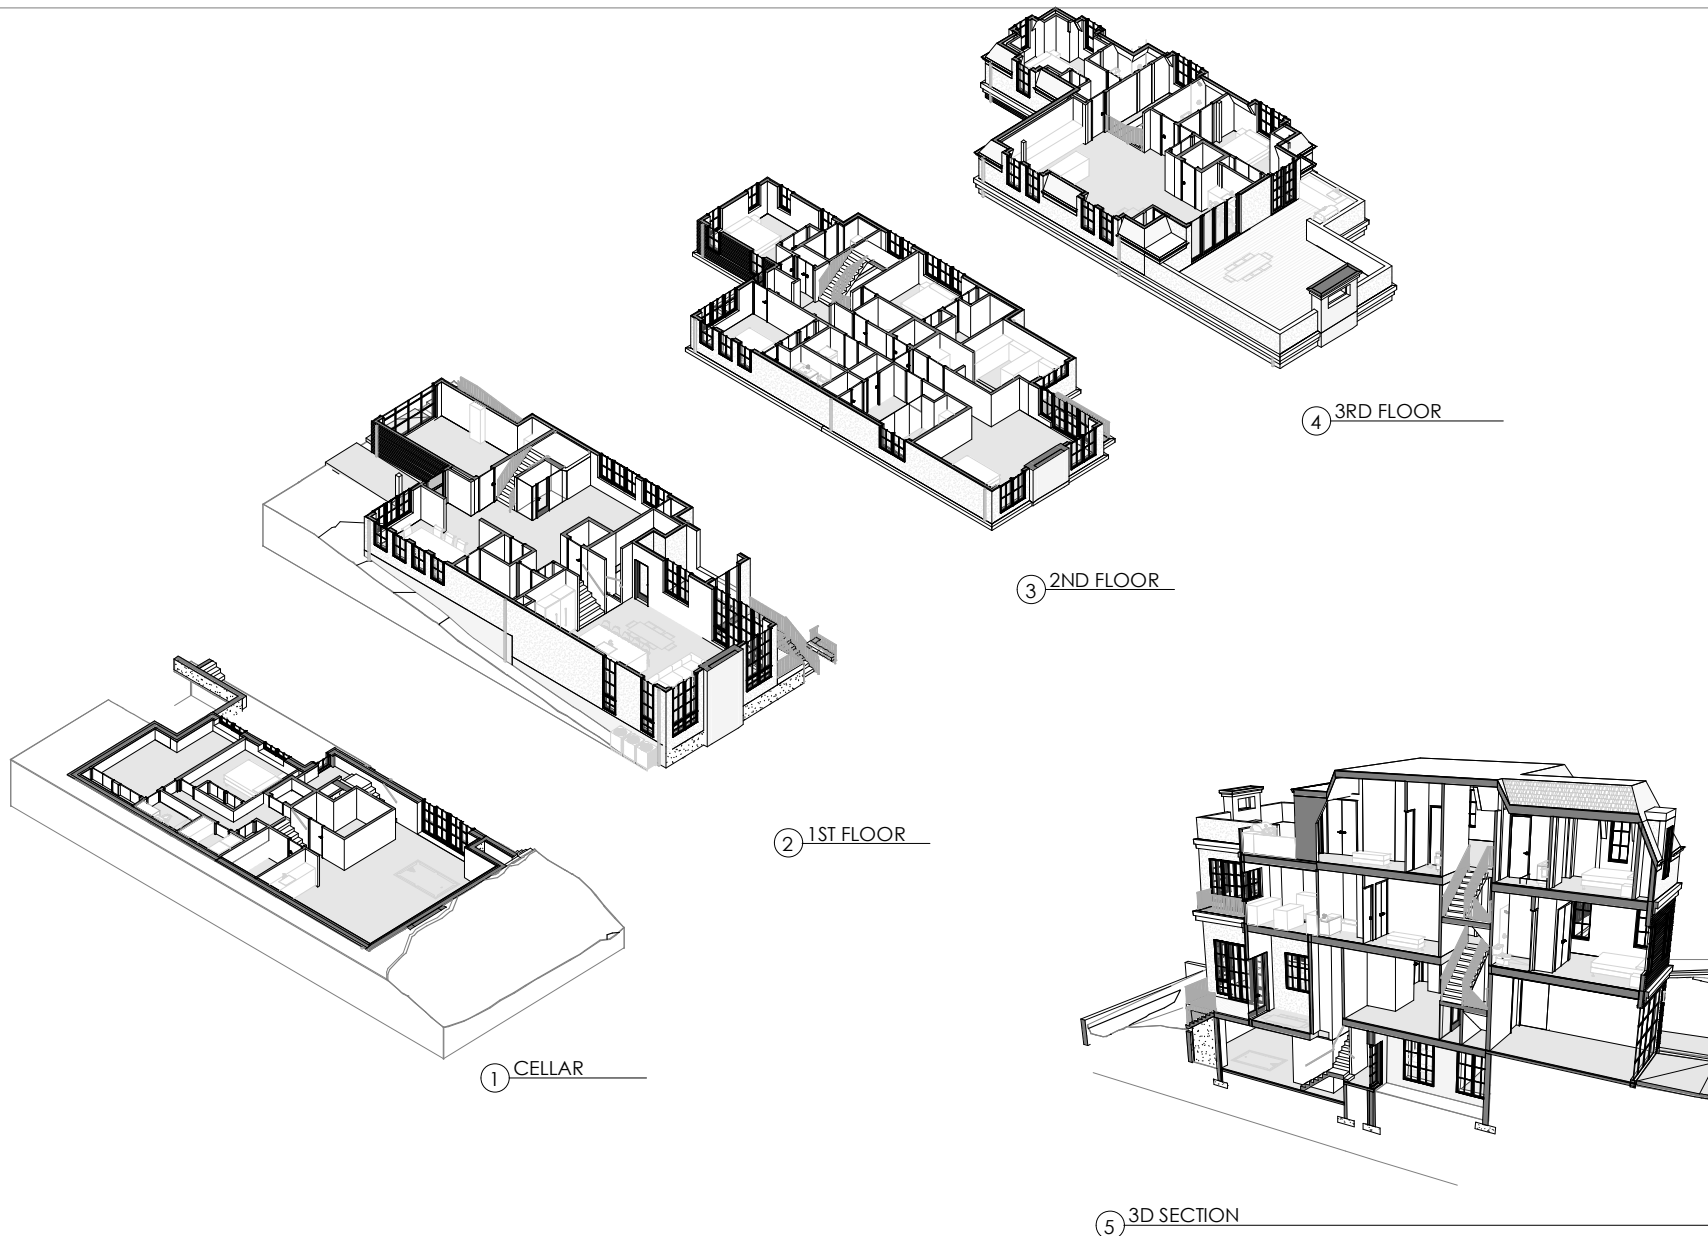 4 3RD FLOOR
3 2ND FLOOR
2 1ST FLOOR
1 CELLAR
5 3D SECTION